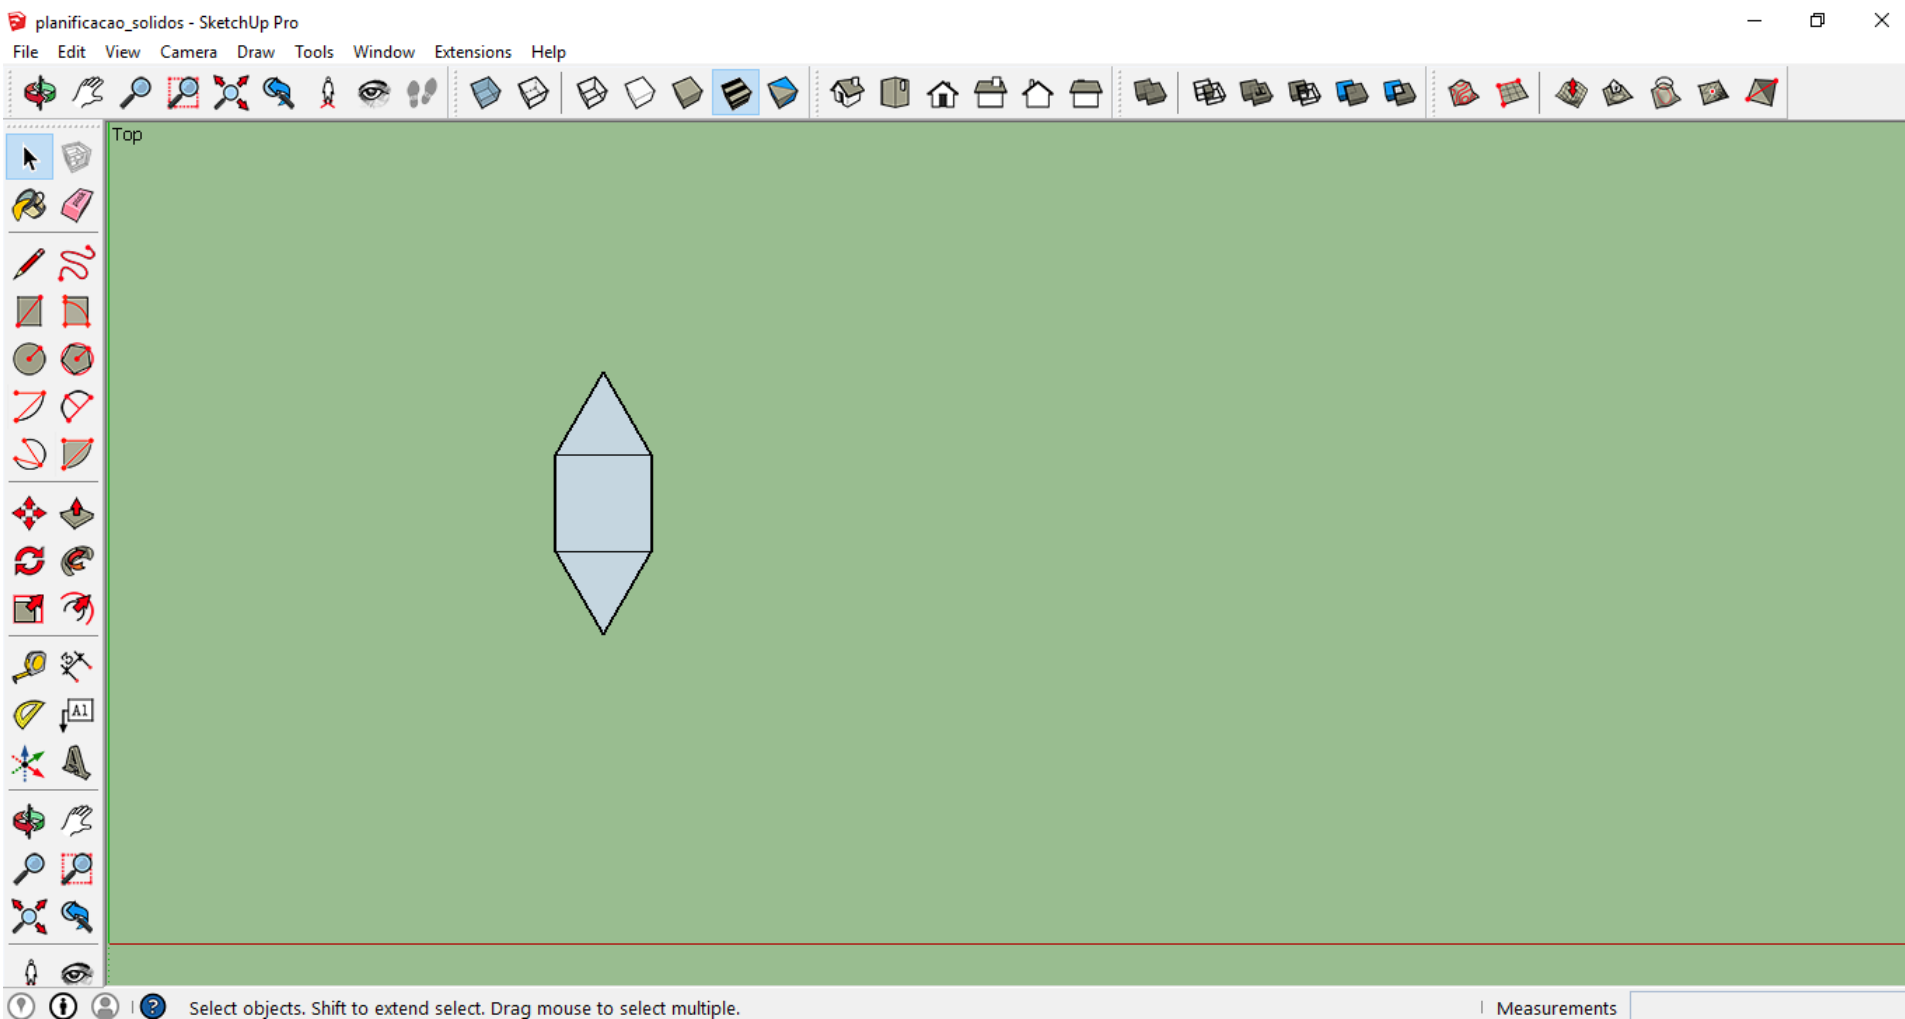 planificacao_solidos - SketchUp Pro
File Edit View Camera Draw Tools Window Extensions Help
Top
A1
Select objects. Shift to extend select. Drag mouse to select multiple.
Measurements